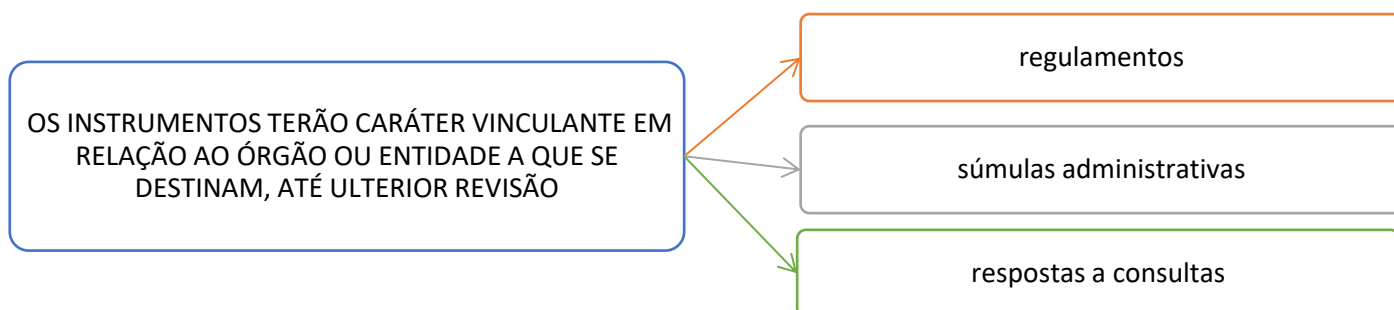 OS INSTRUMENTOS TERÃO CARÁTER VINCULANTE EM
RELAÇÃO AO ÓRGÃO OU ENTIDADE A QUE SE
DESTINAM, ATÉ ULTERIOR REVISÃO
regulamentos
súmulas administrativas
respostas a consultas